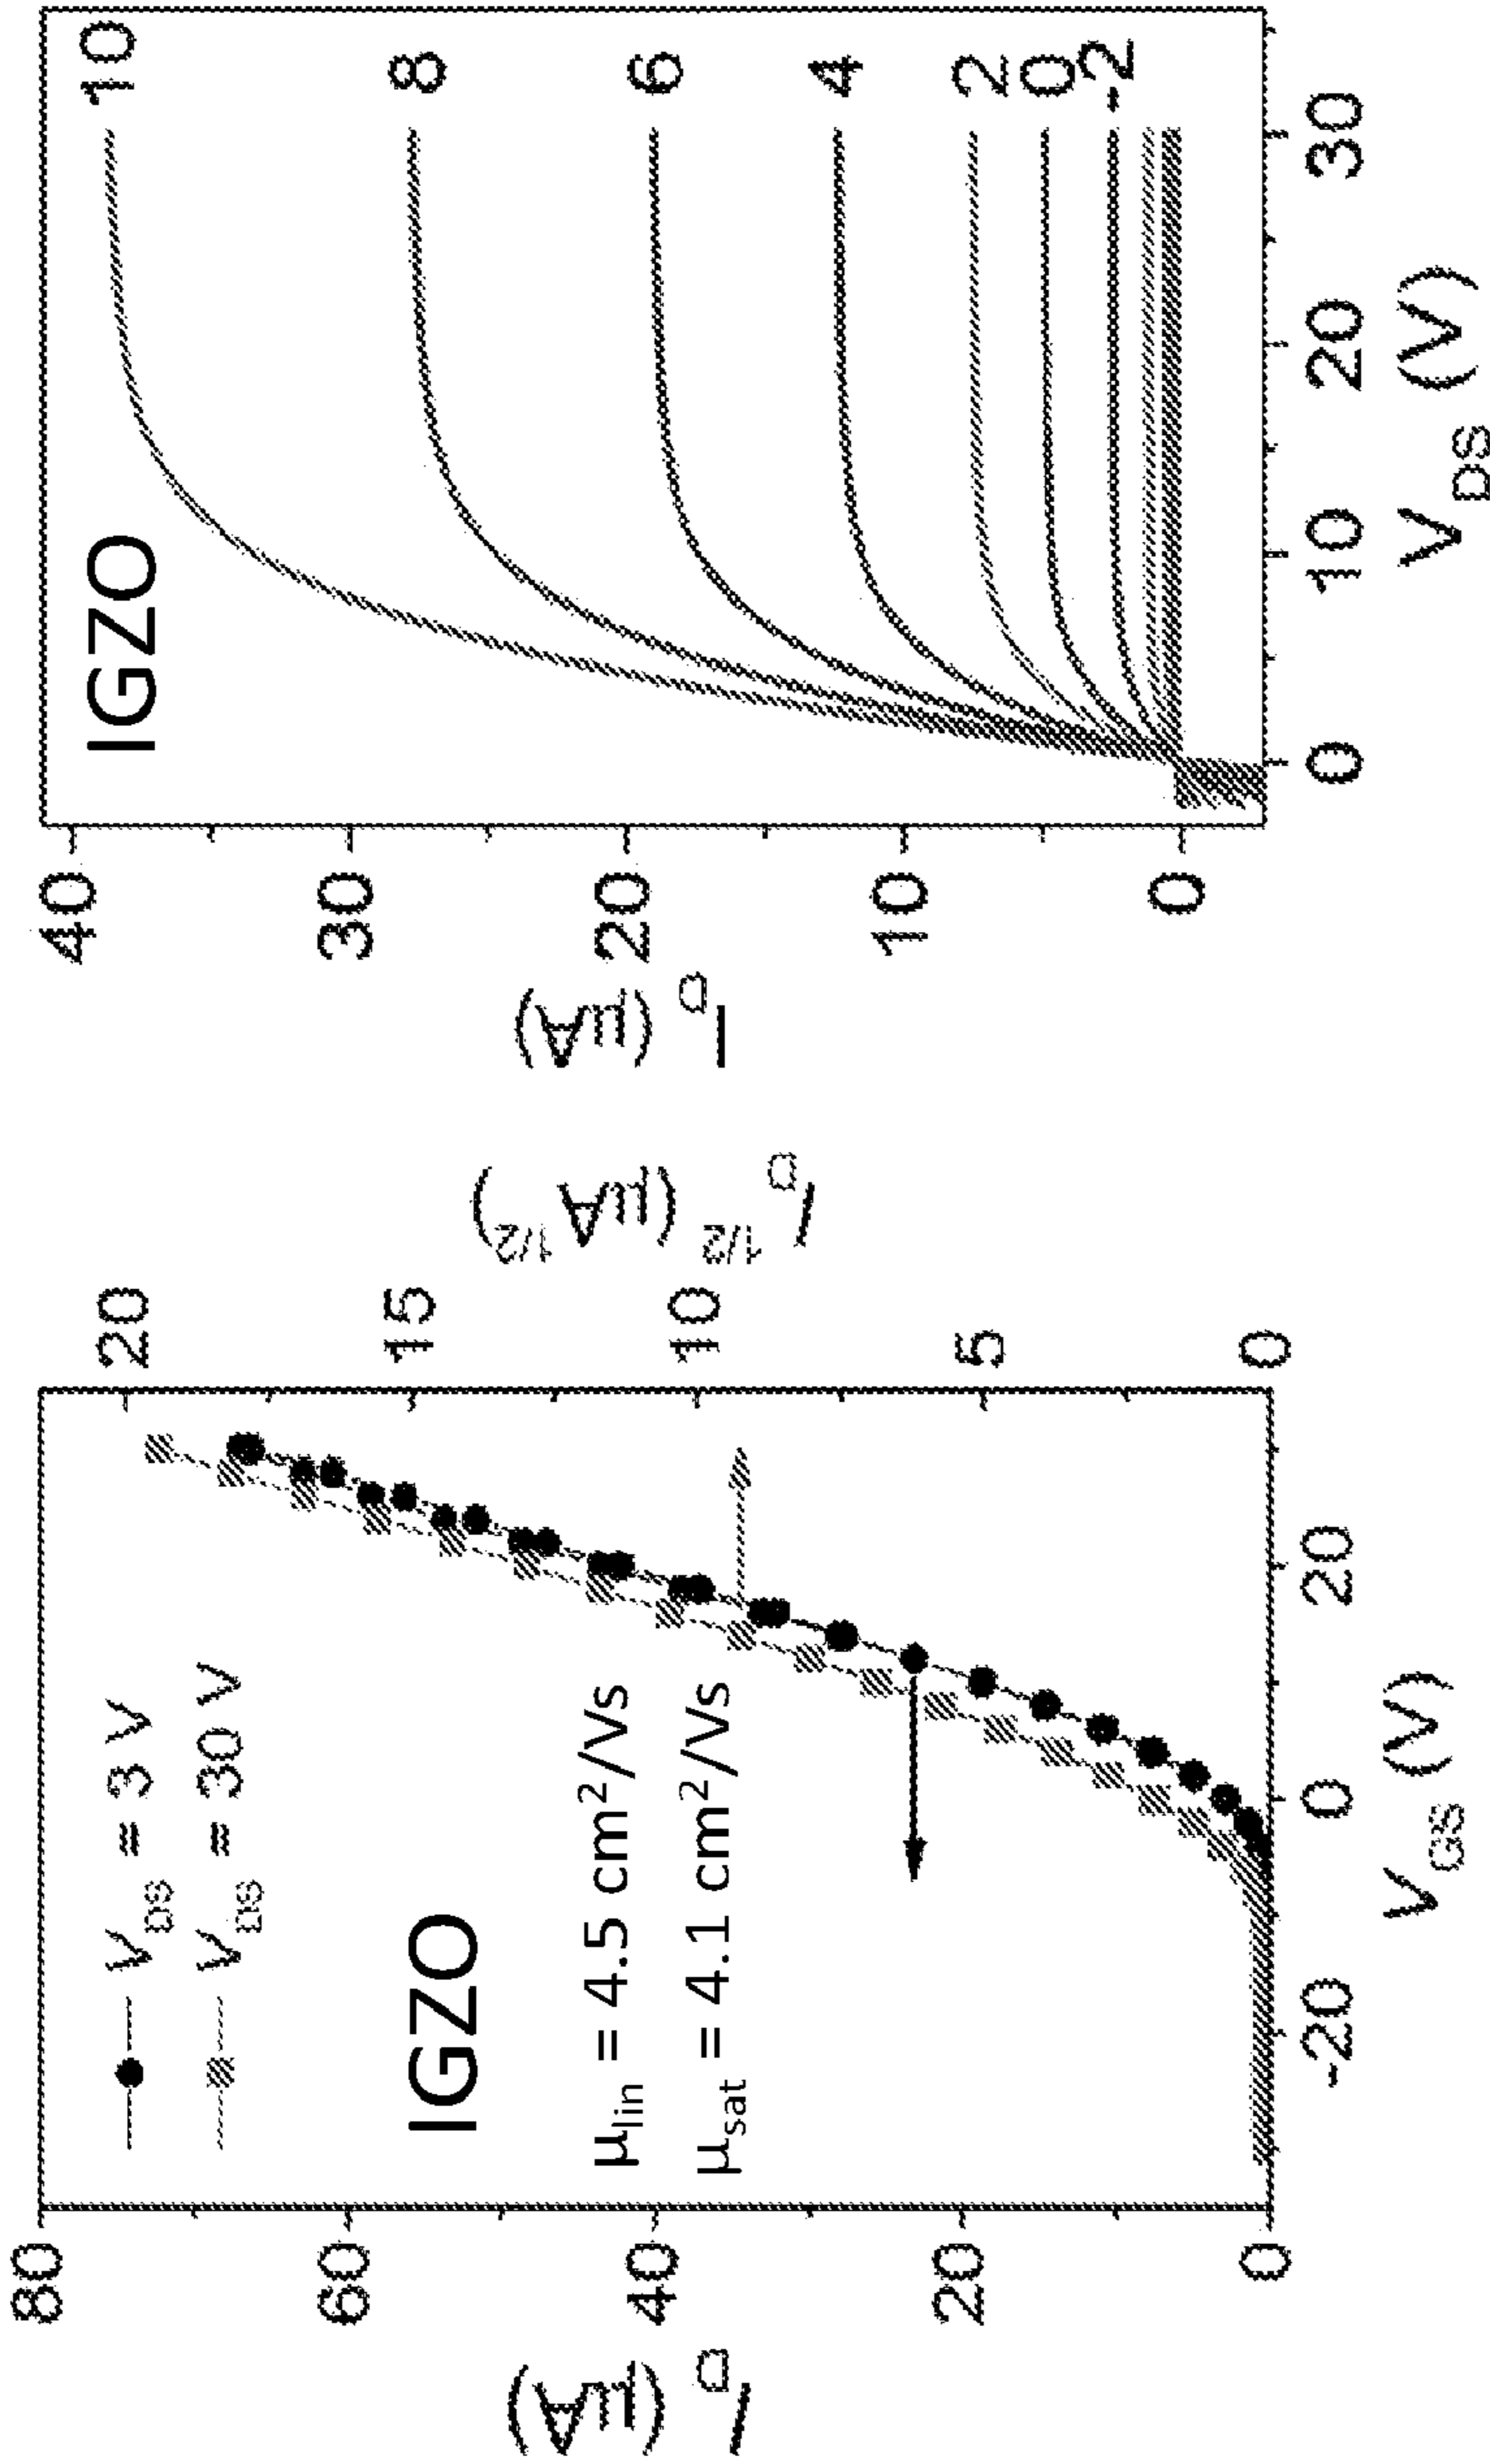 I_D (μA)
80
60
40
20
0
V_DS = 3 V
V_DS = 30 V
IGZO
μ_lin = 4.5 cm²/Vs
μ_sat = 4.1 cm²/Vs
-20
0
20
V_GS (V)
20
15
10
5
0
I_D^1/2 (μA^1/2)
I_D (μA)
40
30
20
10
0
IGZO
10
8
6
4
2
0
-2
0
10
20
30
V_DS (V)